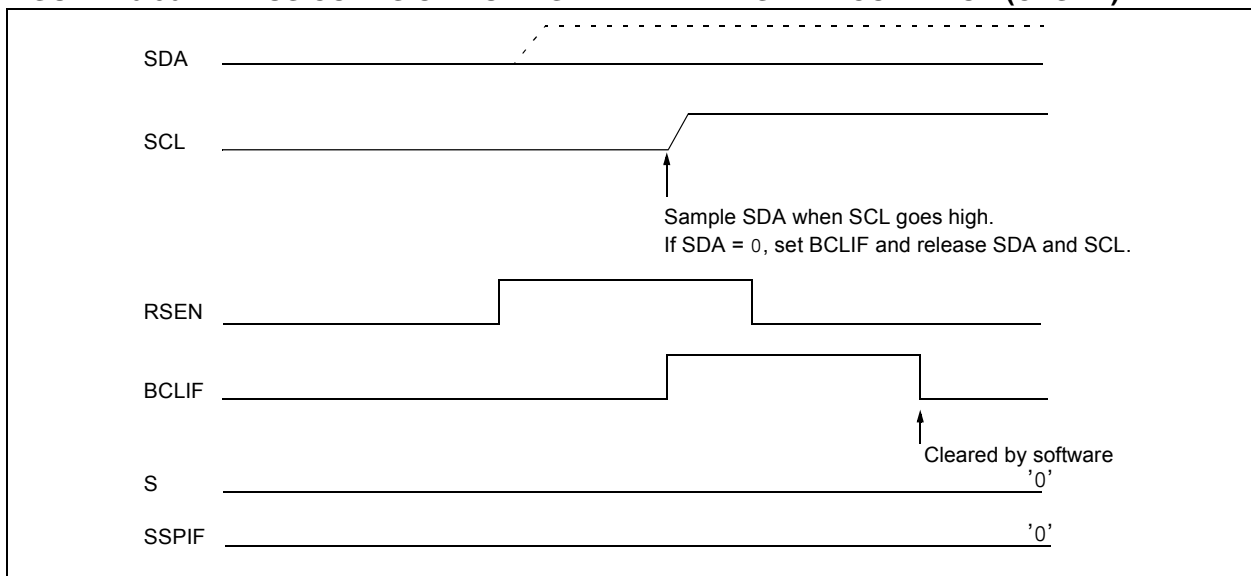 SDA
SCL
Sample SDA when SCL goes high.
If SDA = 0, set BCLIF and release SDA and SCL.
RSEN
BCLIF
Cleared by software
S
'0'
SSPIF
'0'